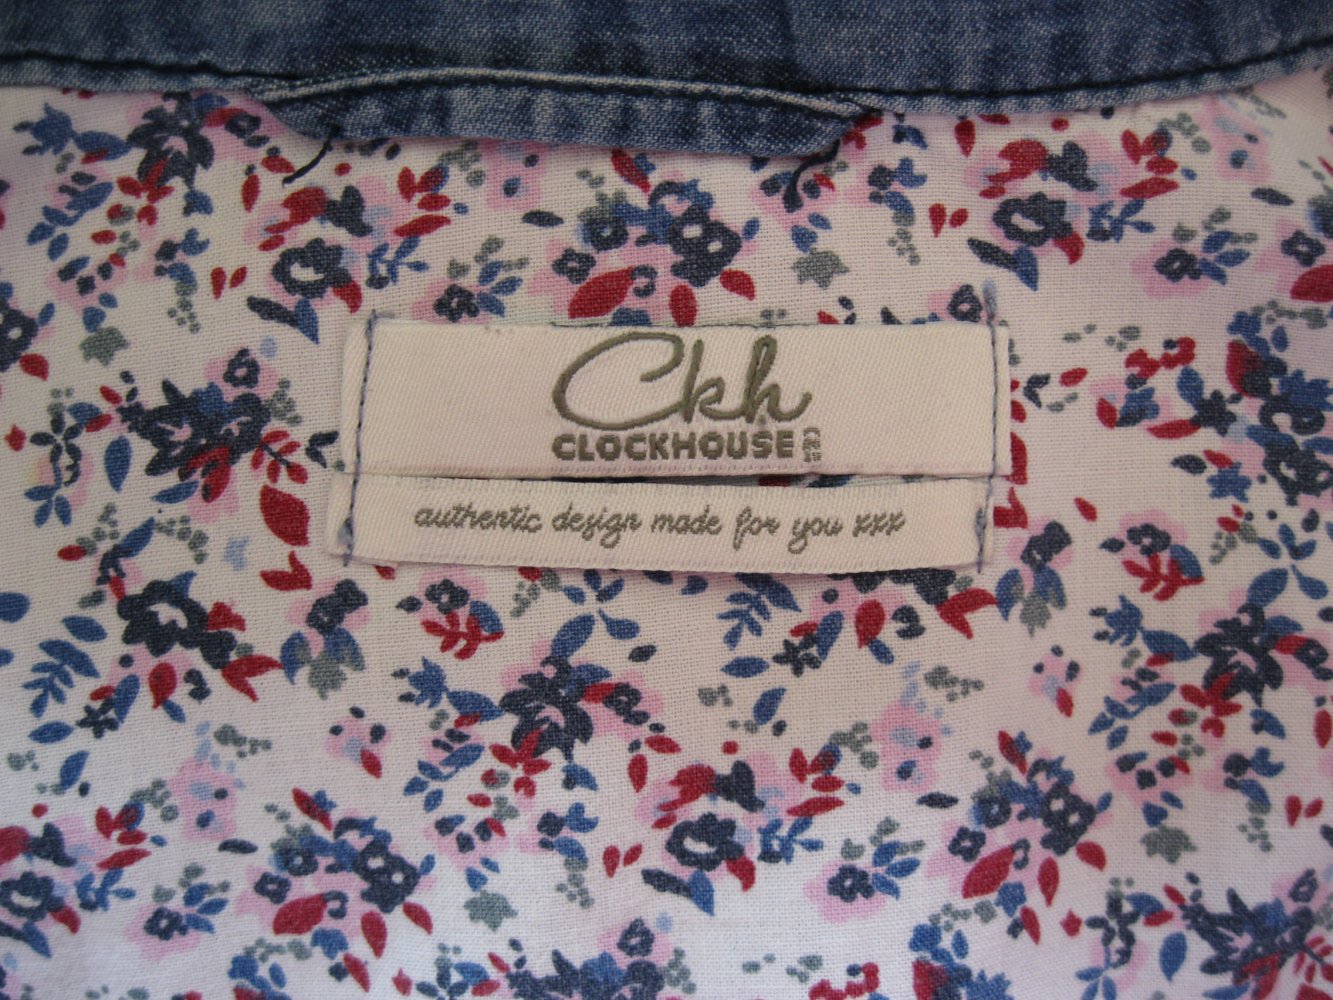 Ckh
CLOCKHOUSE
authentic design made for you xxx